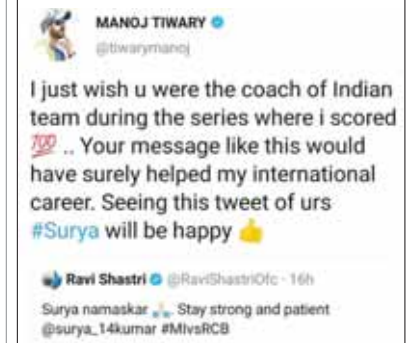 MANOJ TIWARY
@tiwarymanoj
I just wish u were the coach of Indian
team during the series where i scored
💯 .. Your message like this would
have surely helped my international
career. Seeing this tweet of urs
#Surya will be happy 👍
Ravi Shastri @RaviShastriOfc · 16h
Surya namaskar 🙏. Stay strong and patient
@surya_14kumar #MIvsRCB